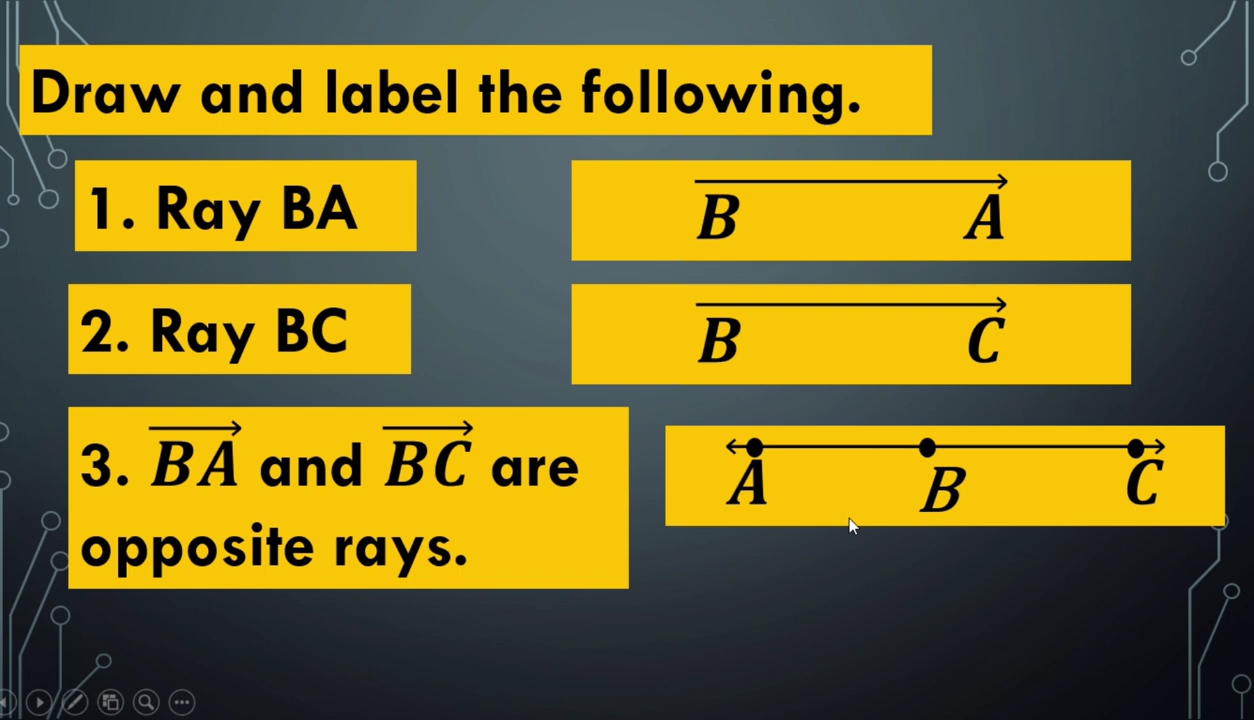 Draw and label the following.
1. Ray BA
B A
2. Ray BC
B C
3. BA and BC are
opposite rays.
A B C